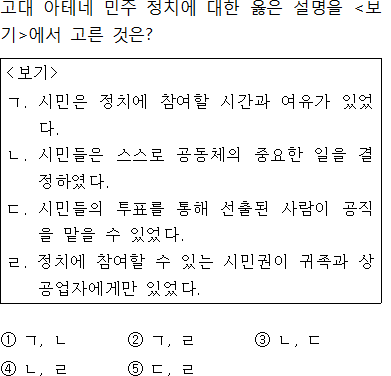 고대 아테네 민주 정치에 대한 옳은 설명을 <보
기>에서 고른 것은?
<보기>
ㄱ. 시민은 정치에 참여할 시간과 여유가 있었
다.
ㄴ. 시민들은 스스로 공동체의 중요한 일을 결
정하였다.
ㄷ. 시민들의 투표를 통해 선출된 사람이 공직
을 맡을 수 있었다.
ㄹ. 정치에 참여할 수 있는 시민권이 귀족과 상
공업자에게만 있었다.
① ㄱ, ㄴ ② ㄱ, ㄹ ③ ㄴ, ㄷ
④ ㄴ, ㄹ ⑤ ㄷ, ㄹ